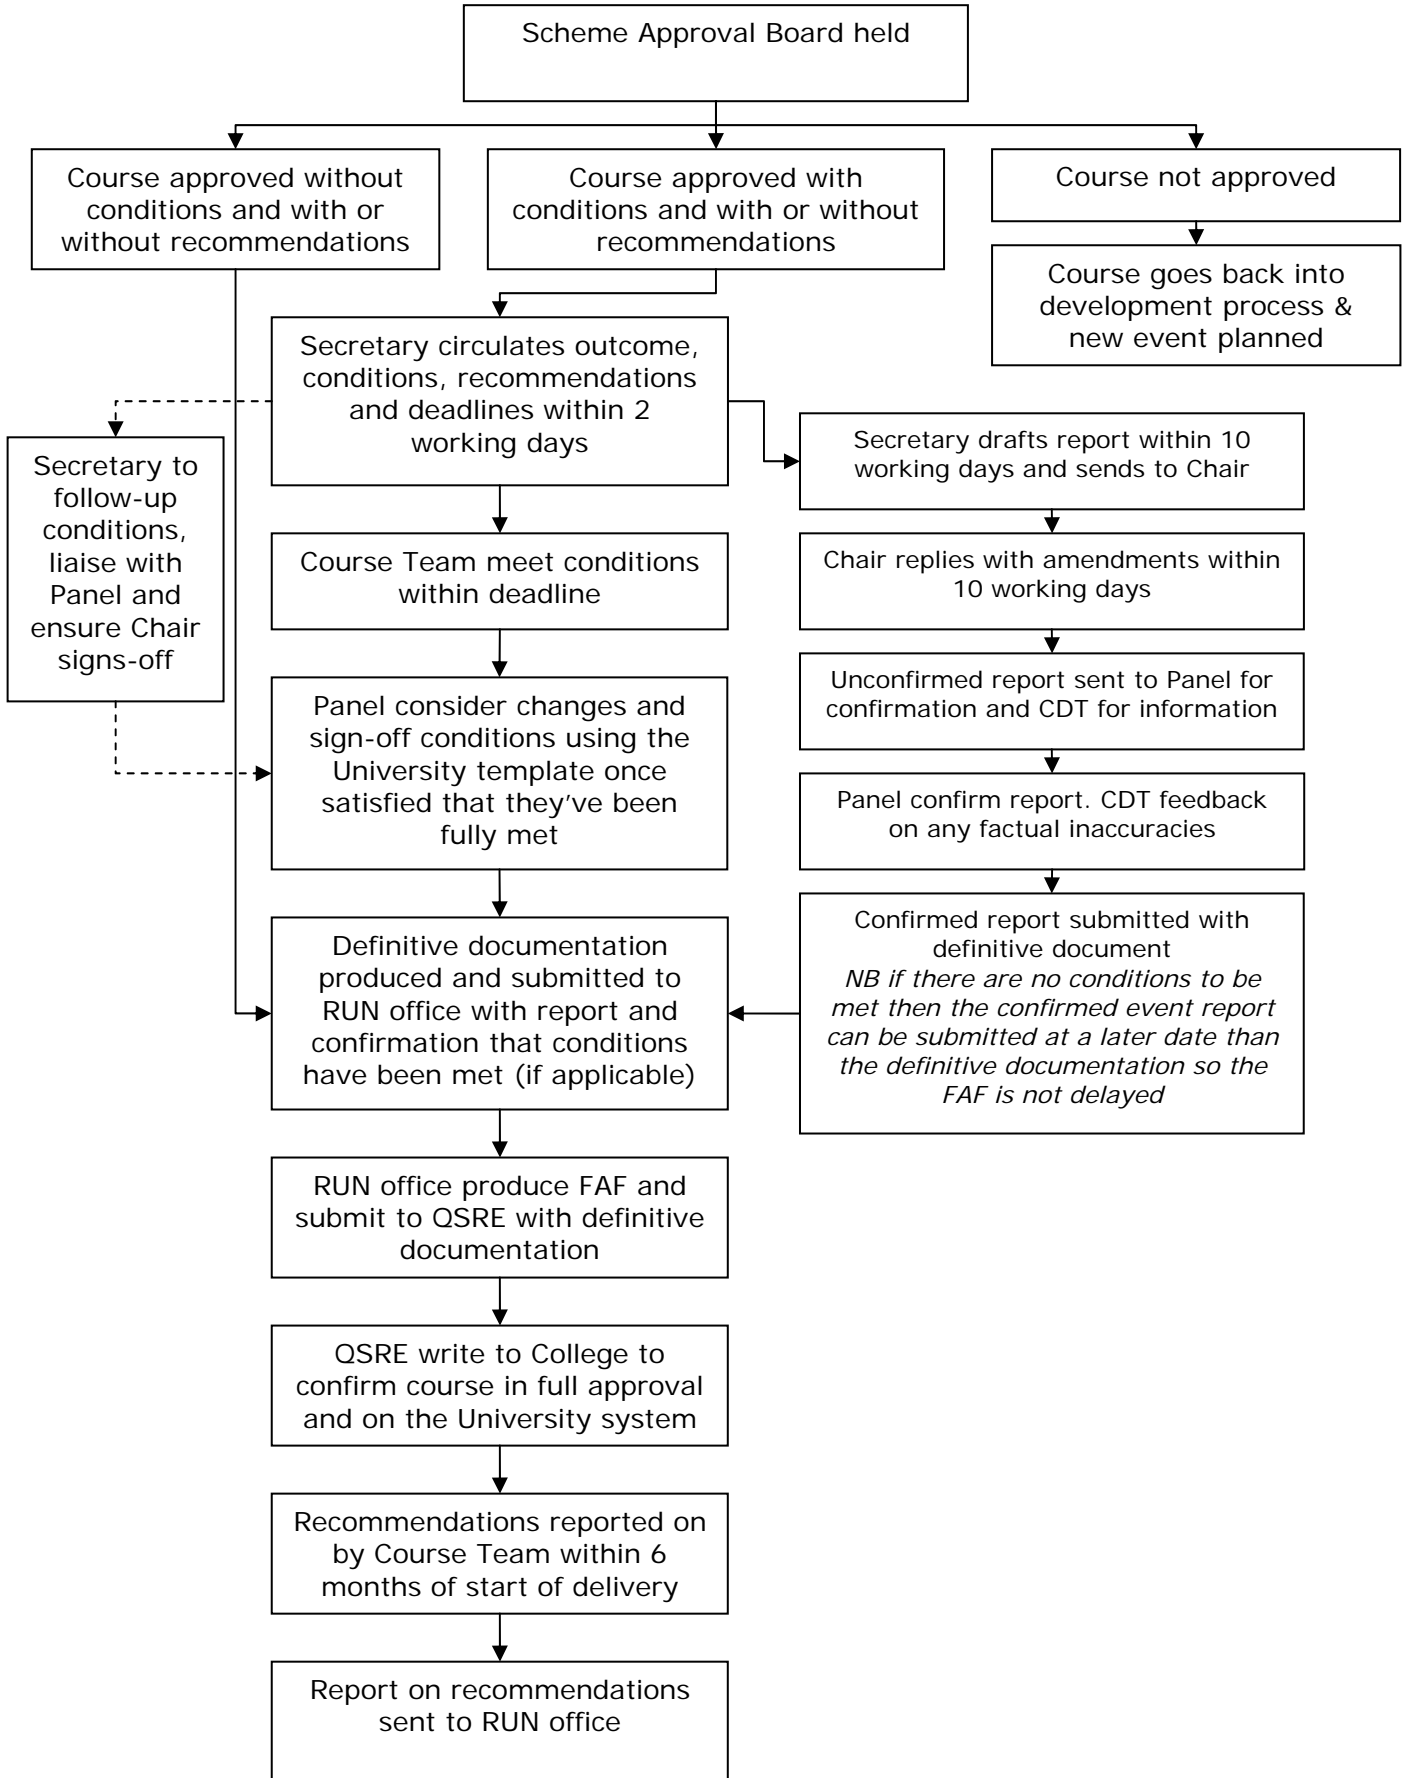 Scheme Approval Board held
Course approved without
conditions and with or
without recommendations
Course approved with
conditions and with or without
recommendations
Course not approved
Course goes back into
development process &
new event planned
Secretary circulates outcome,
conditions, recommendations
and deadlines within 2
working days
Secretary to
follow-up
conditions,
liaise with
Panel and
ensure Chair
signs-off
Secretary drafts report within 10
working days and sends to Chair
Course Team meet conditions
within deadline
Chair replies with amendments within
10 working days
Unconfirmed report sent to Panel for
confirmation and CDT for information
Panel consider changes and
sign-off conditions using the
University template once
satisfied that they've been
fully met
Panel confirm report. CDT feedback
on any factual inaccuracies
Definitive documentation
produced and submitted to
RUN office with report and
confirmation that conditions
have been met (if applicable)
Confirmed report submitted with
definitive document
NB if there are no conditions to be
met then the confirmed event report
can be submitted at a later date than
the definitive documentation so the
FAF is not delayed
RUN office produce FAF and
submit to QSRE with definitive
documentation
QSRE write to College to
confirm course in full approval
and on the University system
Recommendations reported on
by Course Team within 6
months of start of delivery
Report on recommendations
sent to RUN office